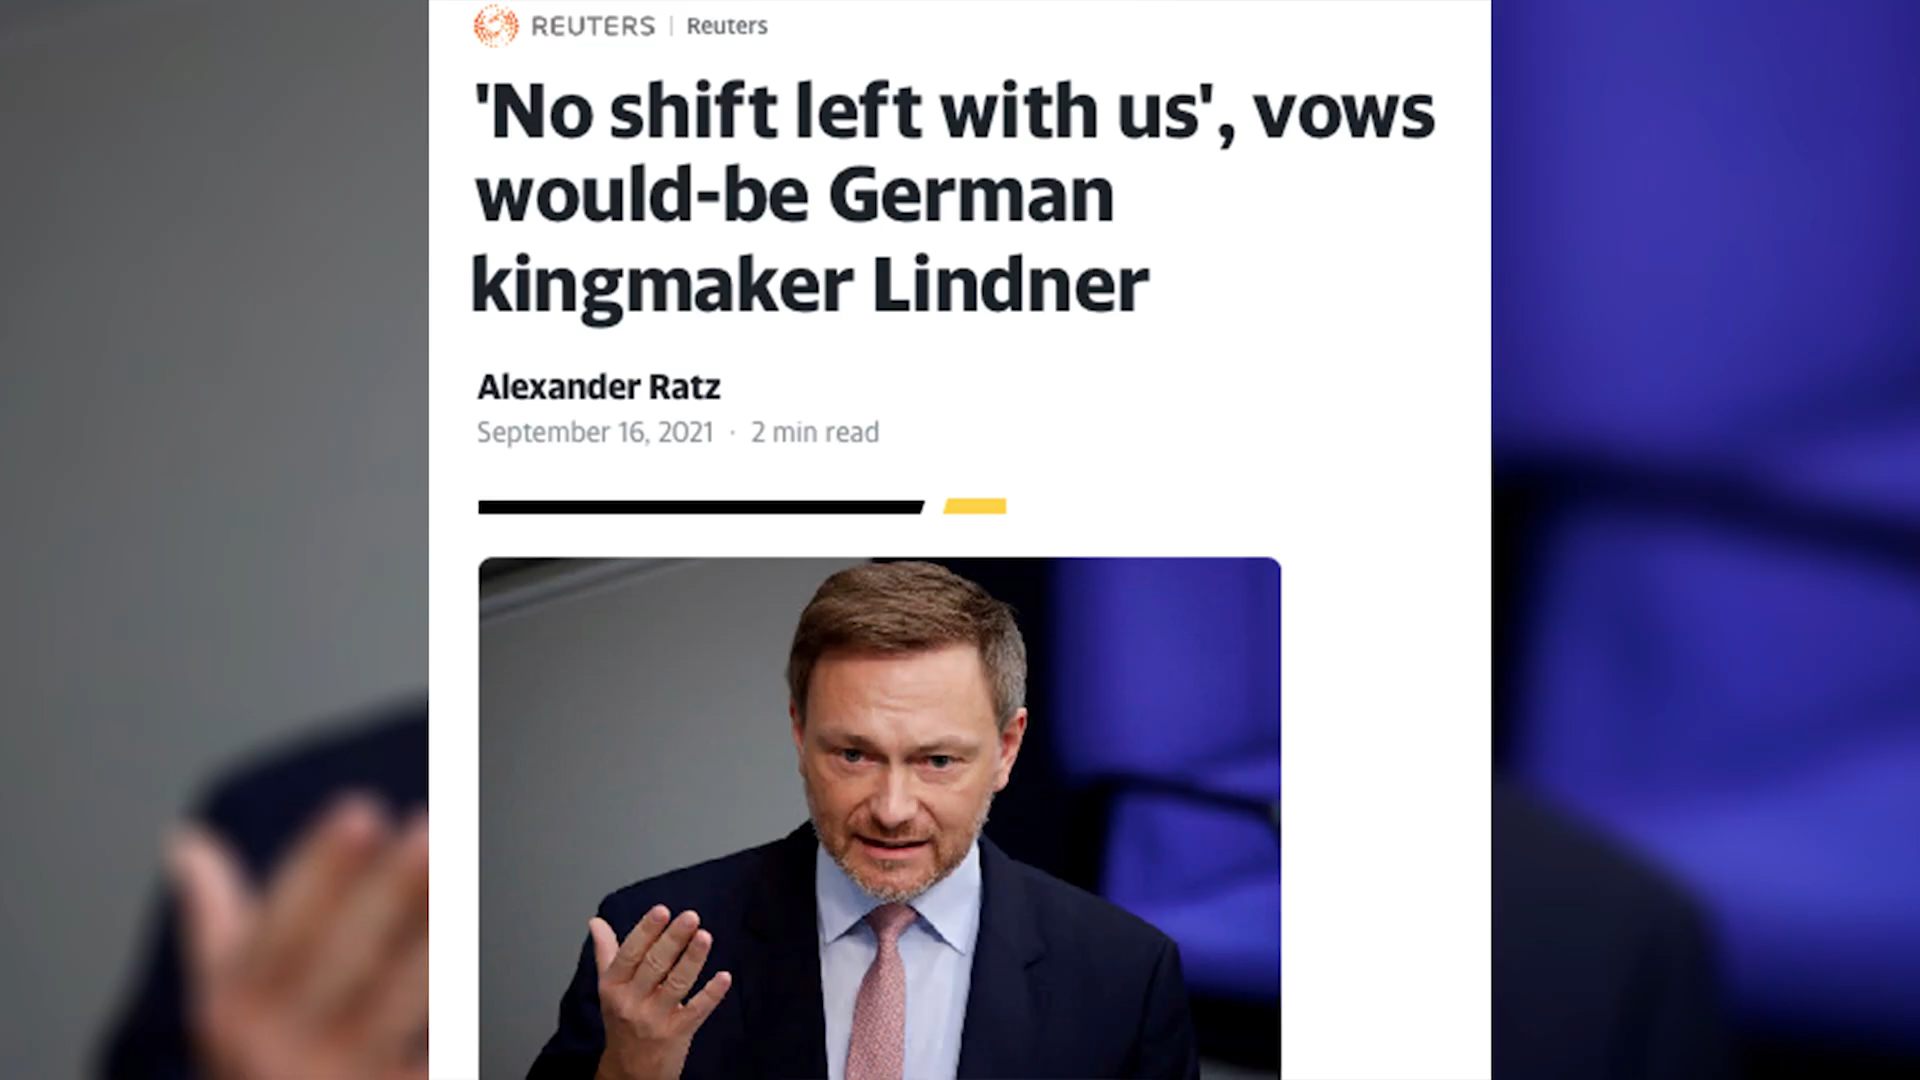 REUTERS | Reuters
'No shift left with us', vows
would-be German
kingmaker Lindner
Alexander Ratz
September 16, 2021 · 2 min read